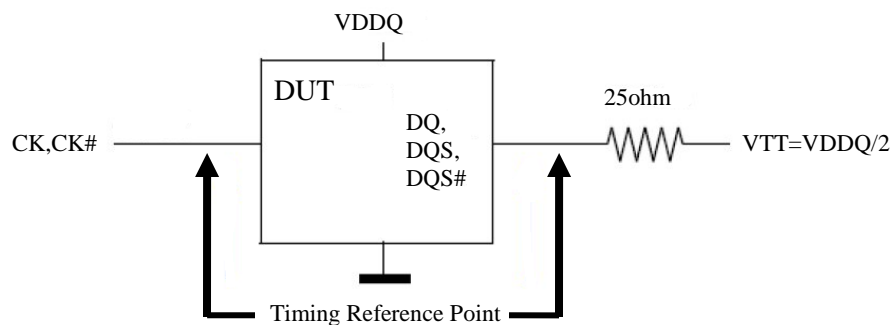 VDDQ
DUT
25ohm
DQ,
DQS,
DQS#
CK,CK#
VTT=VDDQ/2
Timing Reference Point